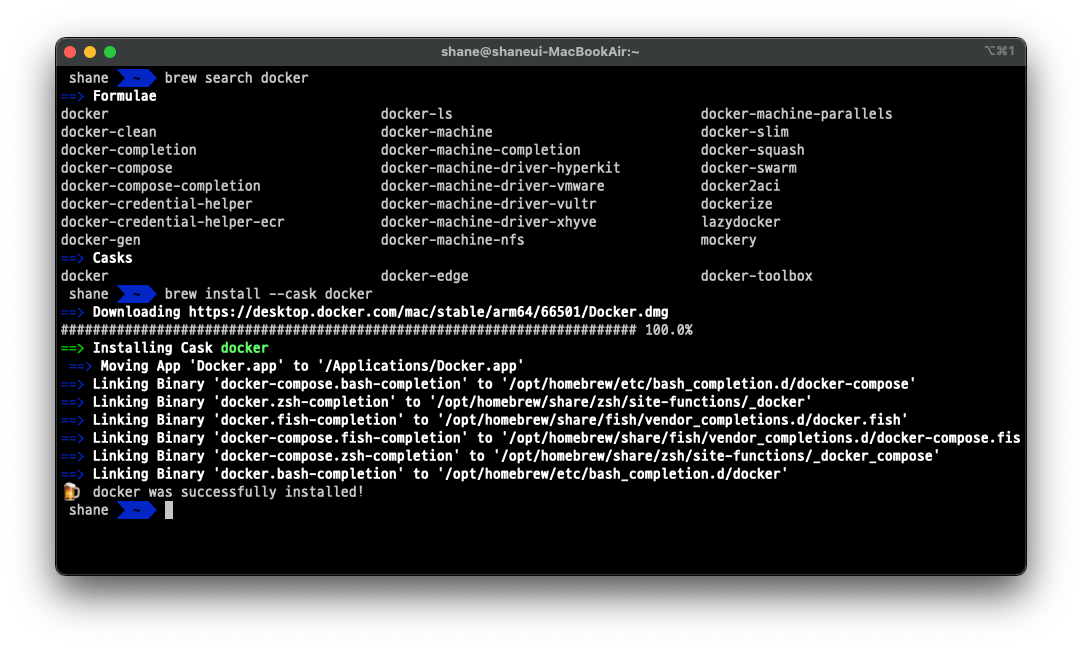 shane@shaneui-MacBookAir:~ ⌥⌘1
shane ~ brew search docker
==> Formulae
docker docker-ls docker-machine-parallels
docker-clean docker-machine docker-slim
docker-completion docker-machine-completion docker-squash
docker-compose docker-machine-driver-hyperkit docker-swarm
docker-compose-completion docker-machine-driver-vmware docker2aci
docker-credential-helper docker-machine-driver-vultr dockerize
docker-credential-helper-ecr docker-machine-driver-xhyve lazydocker
docker-gen docker-machine-nfs mockery
==> Casks
docker docker-edge docker-toolbox
shane ~ brew install --cask docker
==> Downloading https://desktop.docker.com/mac/stable/arm64/66501/Docker.dmg
######################################################################## 100.0%
==> Installing Cask docker
==> Moving App 'Docker.app' to '/Applications/Docker.app'
==> Linking Binary 'docker-compose.bash-completion' to '/opt/homebrew/etc/bash_completion.d/docker-compose'
==> Linking Binary 'docker.zsh-completion' to '/opt/homebrew/share/zsh/site-functions/_docker'
==> Linking Binary 'docker.fish-completion' to '/opt/homebrew/share/fish/vendor_completions.d/docker.fish'
==> Linking Binary 'docker-compose.fish-completion' to '/opt/homebrew/share/fish/vendor_completions.d/docker-compose.fis
==> Linking Binary 'docker-compose.zsh-completion' to '/opt/homebrew/share/zsh/site-functions/_docker_compose'
==> Linking Binary 'docker.bash-completion' to '/opt/homebrew/etc/bash_completion.d/docker'
🍺 docker was successfully installed!
shane ~